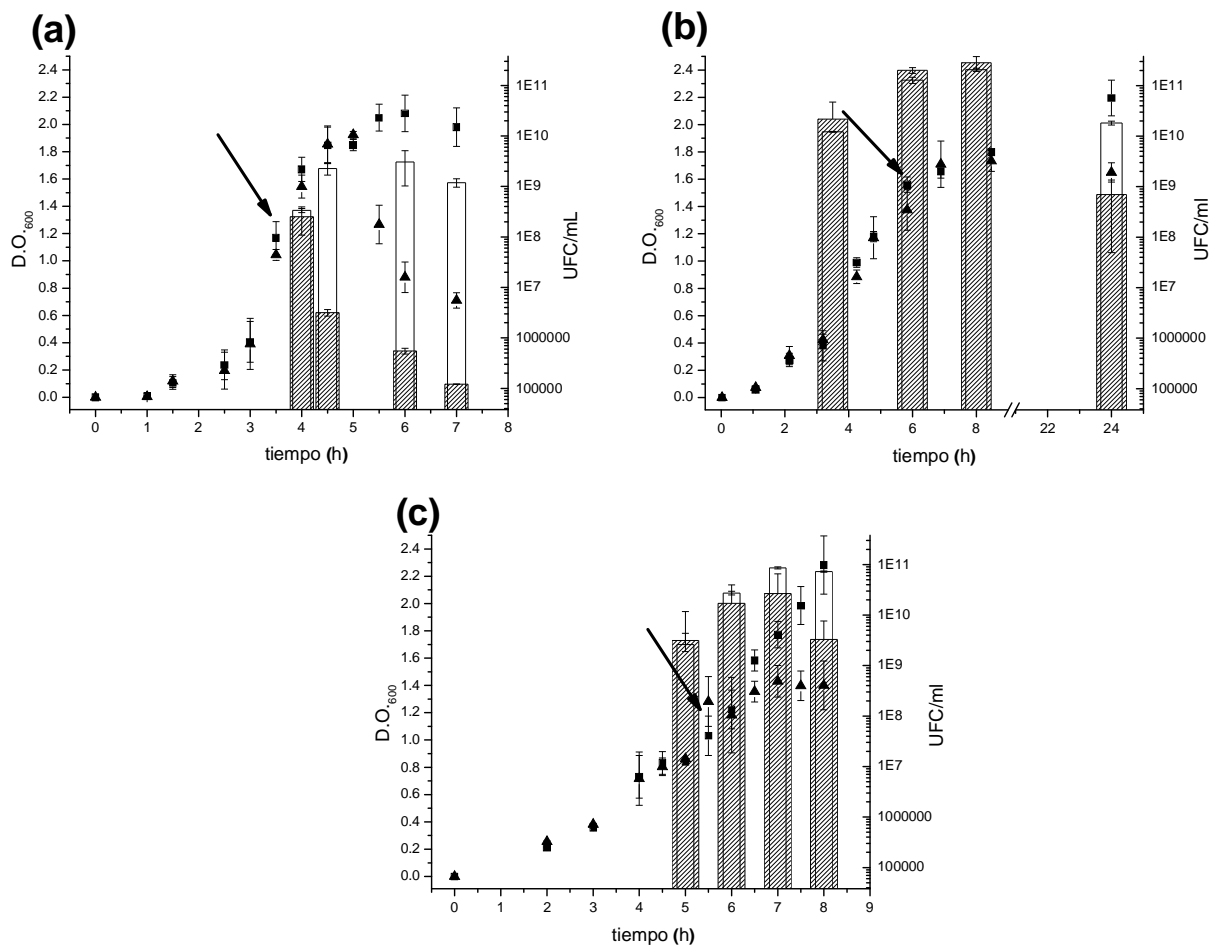 (a)
2.4
2.2
2.0
1.8
1.6
1.4
1.2
1.0
0.8
0.6
0.4
0.2
0.0
D.O.600
0 1 2 3 4 5 6 7 8
tiempo (h)
1E11
1E10
1E9
1E8
1E7
1000000
100000
UFC/mL
(b)
2.4
2.2
2.0
1.8
1.6
1.4
1.2
1.0
0.8
0.6
0.4
0.2
0.0
D.O.600
0 2 4 6 8 22 24
tiempo (h)
1E11
1E10
1E9
1E8
1E7
1000000
100000
UFC/ml
(c)
2.4
2.2
2.0
1.8
1.6
1.4
1.2
1.0
0.8
0.6
0.4
0.2
0.0
D.O.600
0 1 2 3 4 5 6 7 8 9
tiempo (h)
1E11
1E10
1E9
1E8
1E7
1000000
100000
UFC/ml